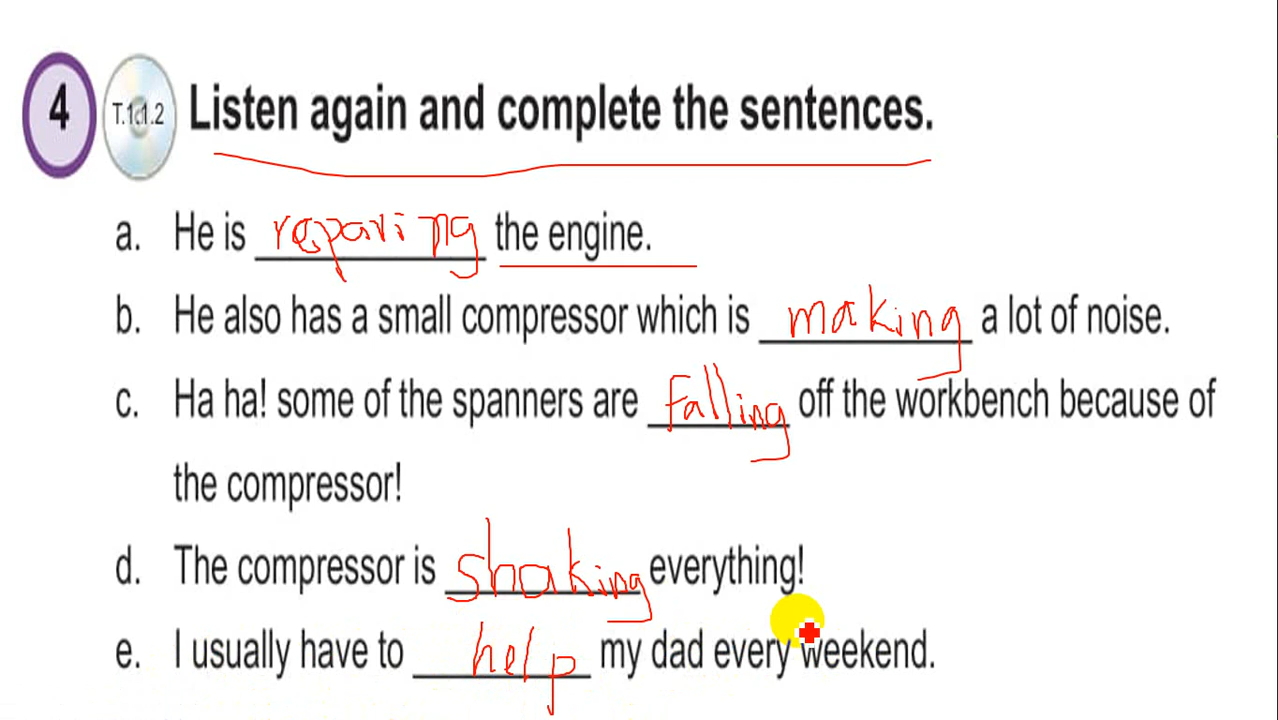 4 T.1.1.2 Listen again and complete the sentences.
a. He is reparing the engine.
b. He also has a small compressor which is making a lot of noise.
c. Ha ha! some of the spanners are falling off the workbench because of
the compressor!
d. The compressor is shaking everything!
e. I usually have to help my dad every weekend.